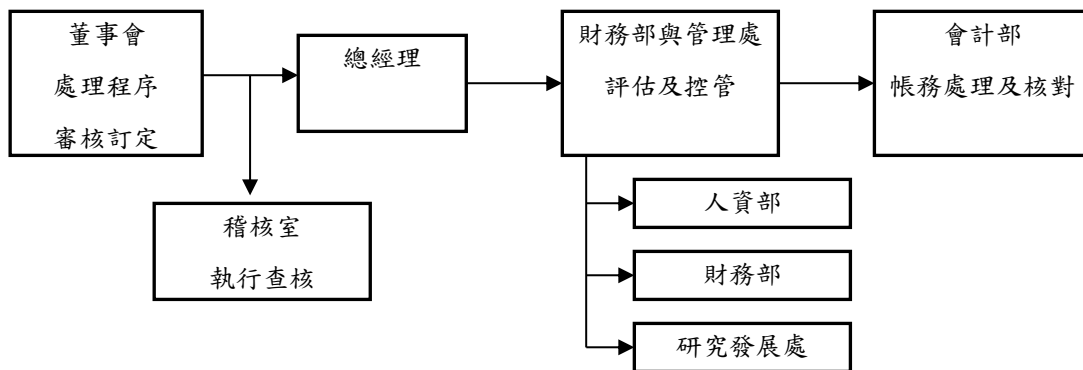 董事會
處理程序
審核訂定
總經理
財務部與管理處
評估及控管
會計部
帳務處理及核對
稽核室
執行查核
人資部
財務部
研究發展處